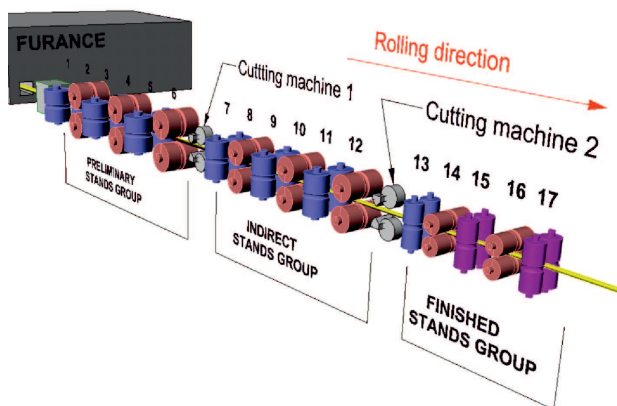 FURANCE
Rolling direction
Cuttting machine 1
Cutting machine 2
1 2 3 4 5 6
7 8 9 10 11 12
13 14 15 16 17
PRELIMINARY
STANDS GROUP
INDIRECT
STANDS GROUP
FINISHED
STANDS GROUP